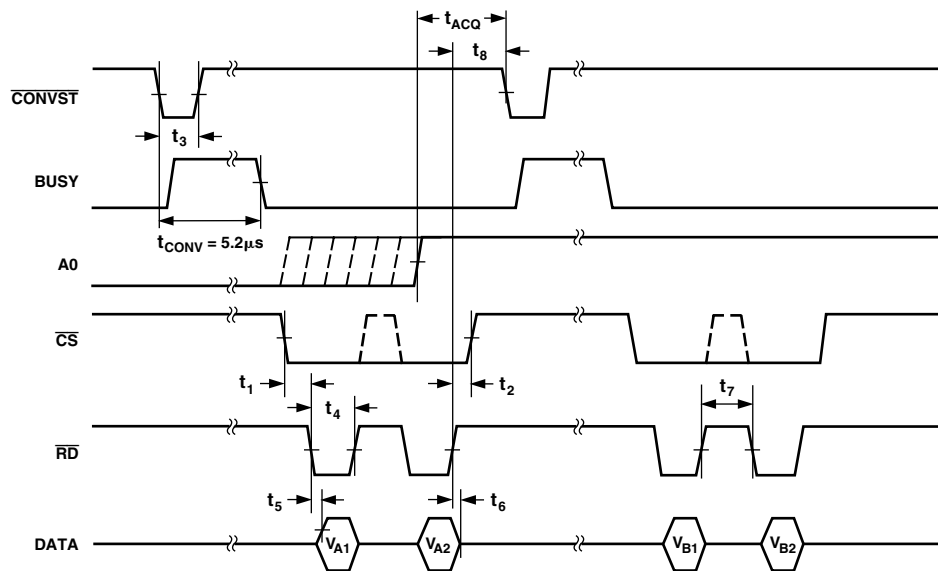 tACQ
t8
CONVST
t3
BUSY
tCONV = 5.2µs
A0
CS
t1
t4
t2
t7
RD
t5
t6
DATA
VA1
VA2
VB1
VB2